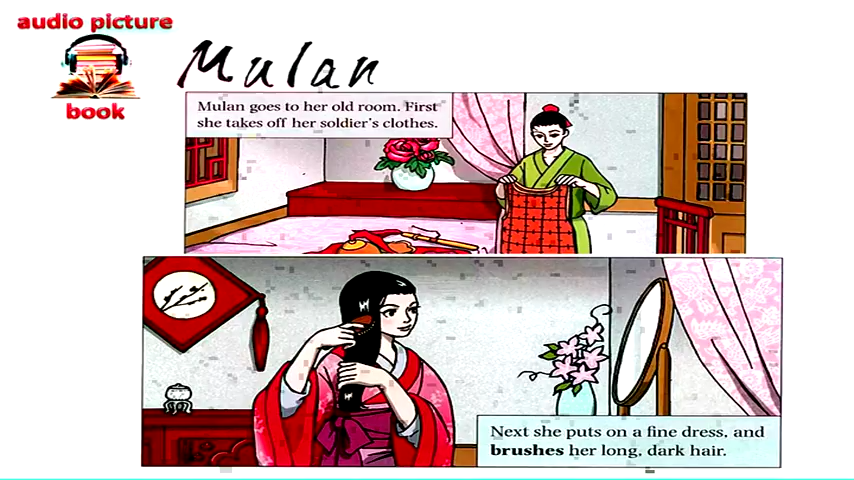 audio picture
book
Mulan
Mulan goes to her old room. First
she takes off her soldier's clothes.
Next she puts on a fine dress, and
brushes her long, dark hair.